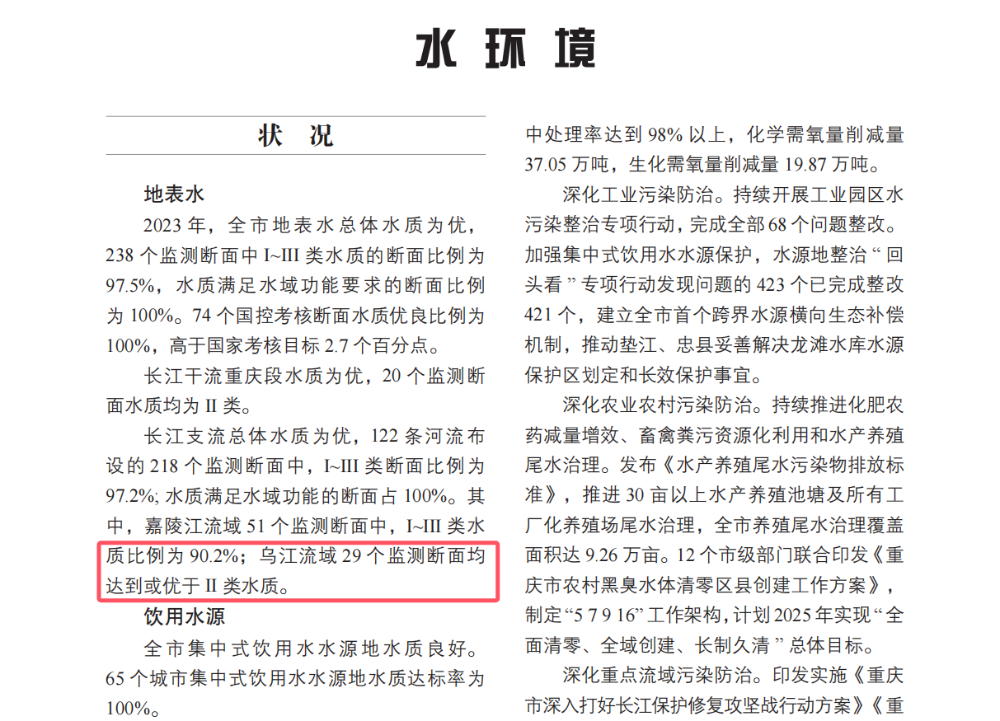 水环境
状况
地表水
2023 年，全市地表水总体水质为优，
238 个监测断面中 I~III 类水质的断面比例为
97.5%，水质满足水域功能要求的断面比例
为 100%。74 个国控考核断面水质优良比例为
100%，高于国家考核目标 2.7 个百分点。
长江干流重庆段水质为优，20 个监测断
面水质均为 II 类。
长江支流总体水质为优，122 条河流布
设的 218 个监测断面中，I~III 类断面比例为
97.2%; 水质满足水域功能的断面占 100%。其
中，嘉陵江流域 51 个监测断面中，I~III 类水
质比例为 90.2%；乌江流域 29 个监测断面均
达到或优于 II 类水质。
饮用水源
全市集中式饮用水水源地水质良好。
65 个城市集中式饮用水水源地水质达标率为
100%。
中处理率达到 98% 以上，化学需氧量削减量
37.05 万吨，生化需氧量削减量 19.87 万吨。
深化工业污染防治。持续开展工业园区水
污染整治专项行动，完成全部 68 个问题整改。
加强集中式饮用水水源保护，水源地整治 “ 回
头看 ” 专项行动发现问题的 423 个已完成整改
421 个，建立全市首个跨界水源横向生态补偿
机制，推动垫江、忠县妥善解决龙滩水库水源
保护区划定和长效保护事宜。
深化农业农村污染防治。持续推进化肥农
药减量增效、畜禽粪污资源化利用和水产养殖
尾水治理。发布《水产养殖尾水污染物排放标
准》，推进 30 亩以上水产养殖池塘及所有工
厂化养殖场尾水治理，全市养殖尾水治理覆盖
面积达 9.26 万亩。12 个市级部门联合印发《重
庆市农村黑臭水体清零区县创建工作方案》，
制定“5 7 9 16” 工作架构，计划 2025 年实现 “ 全
面清零、全域创建、长制久清 ” 总体目标。
深化重点流域污染防治。印发实施《重庆
市深入打好长江保护修复攻坚战行动方案》《重